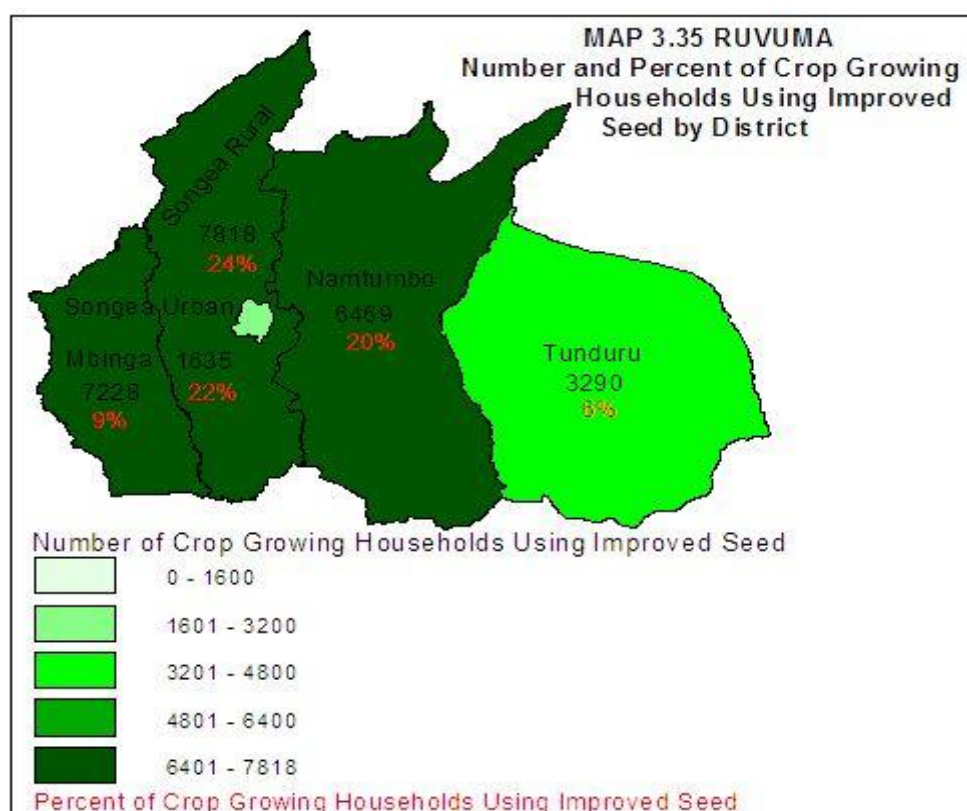 MAP 3.35 RUVUMA
Number and Percent of Crop Growing
Households Using Improved
Seed by District
Songea Rural
7818
24%
Namtumbo
6469
20%
Songea Urban
1635
22%
Mbinga
7228
9%
Tunduru
3290
6%
Number of Crop Growing Households Using Improved Seed
0 - 1600
1601 - 3200
3201 - 4800
4801 - 6400
6401 - 7818
Percent of Crop Growing Households Using Improved Seed